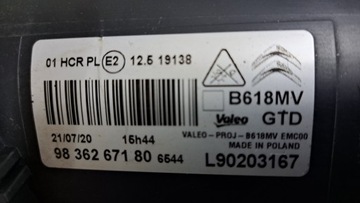 01 HCR PL E2 12.5 19138
B618MV
Valeo GTD
21/07/20 15h44 VALEO-PROJ-B618MV EMC00
MADE IN POLAND
98 362 671 80 6544 L90203167